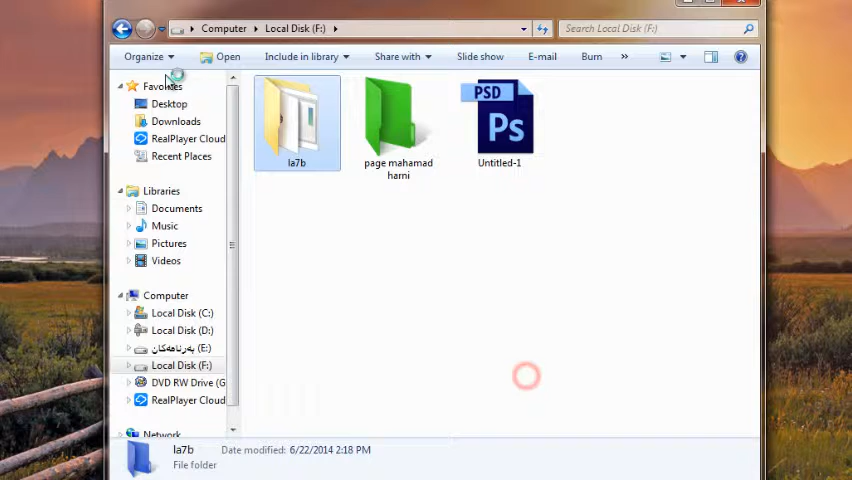 Computer Local Disk (F:)
Search Local Disk (F:)
Organize Open Include in library Share with Slide show E-mail Burn »
Favorites
Desktop
Downloads
RealPlayer Cloud
Recent Places
Libraries
Documents
Music
Pictures
Videos
Computer
Local Disk (C:)
Local Disk (D:)
بەرنامەکان (E:)
Local Disk (F:)
DVD RW Drive (G
RealPlayer Cloud
Network
la7b
page mahamad
harni
PSD
Ps
Untitled-1
la7b Date modified: 6/22/2014 2:18 PM
File folder